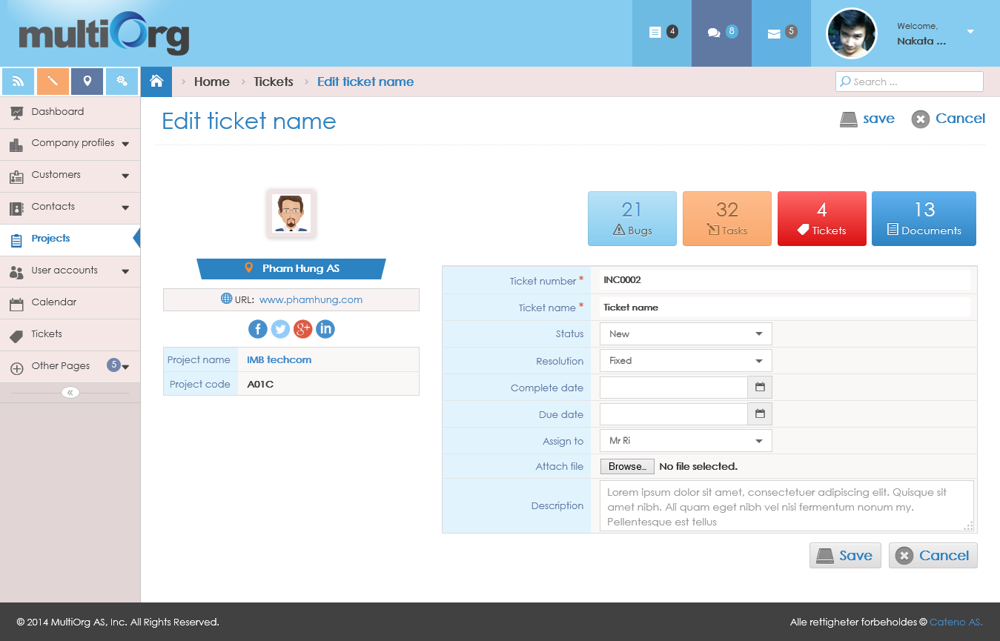 multiOrg
4
8
5
Welcome,
Nakata ...
Home
Tickets
Edit ticket name
Search ...
Dashboard
Company profiles
Customers
Contacts
Projects
User accounts
Calendar
Tickets
Other Pages 5
«
Edit ticket name
save
Cancel
Pham Hung AS
URL: www.phamhung.com
f
g+
in
Project name IMB techcom
Project code A01C
21
Bugs
32
Tasks
4
Tickets
13
Documents
Ticket number * INC0002
Ticket name * Ticket name
Status New
Resolution Fixed
Complete date
Due date
Assign to Mr Ri
Attach file Browse... No file selected.
Description
Lorem ipsum dolor sit amet, consectetuer adipiscing elit. Quisque sit
amet nibh. Ali quam eget nibh vel nisi fermentum nonum my.
Pellentesque est tellus
Save
Cancel
© 2014 MultiOrg AS, Inc. All Rights Reserved.
Alle rettigheter forbeholdes © Cateno AS.